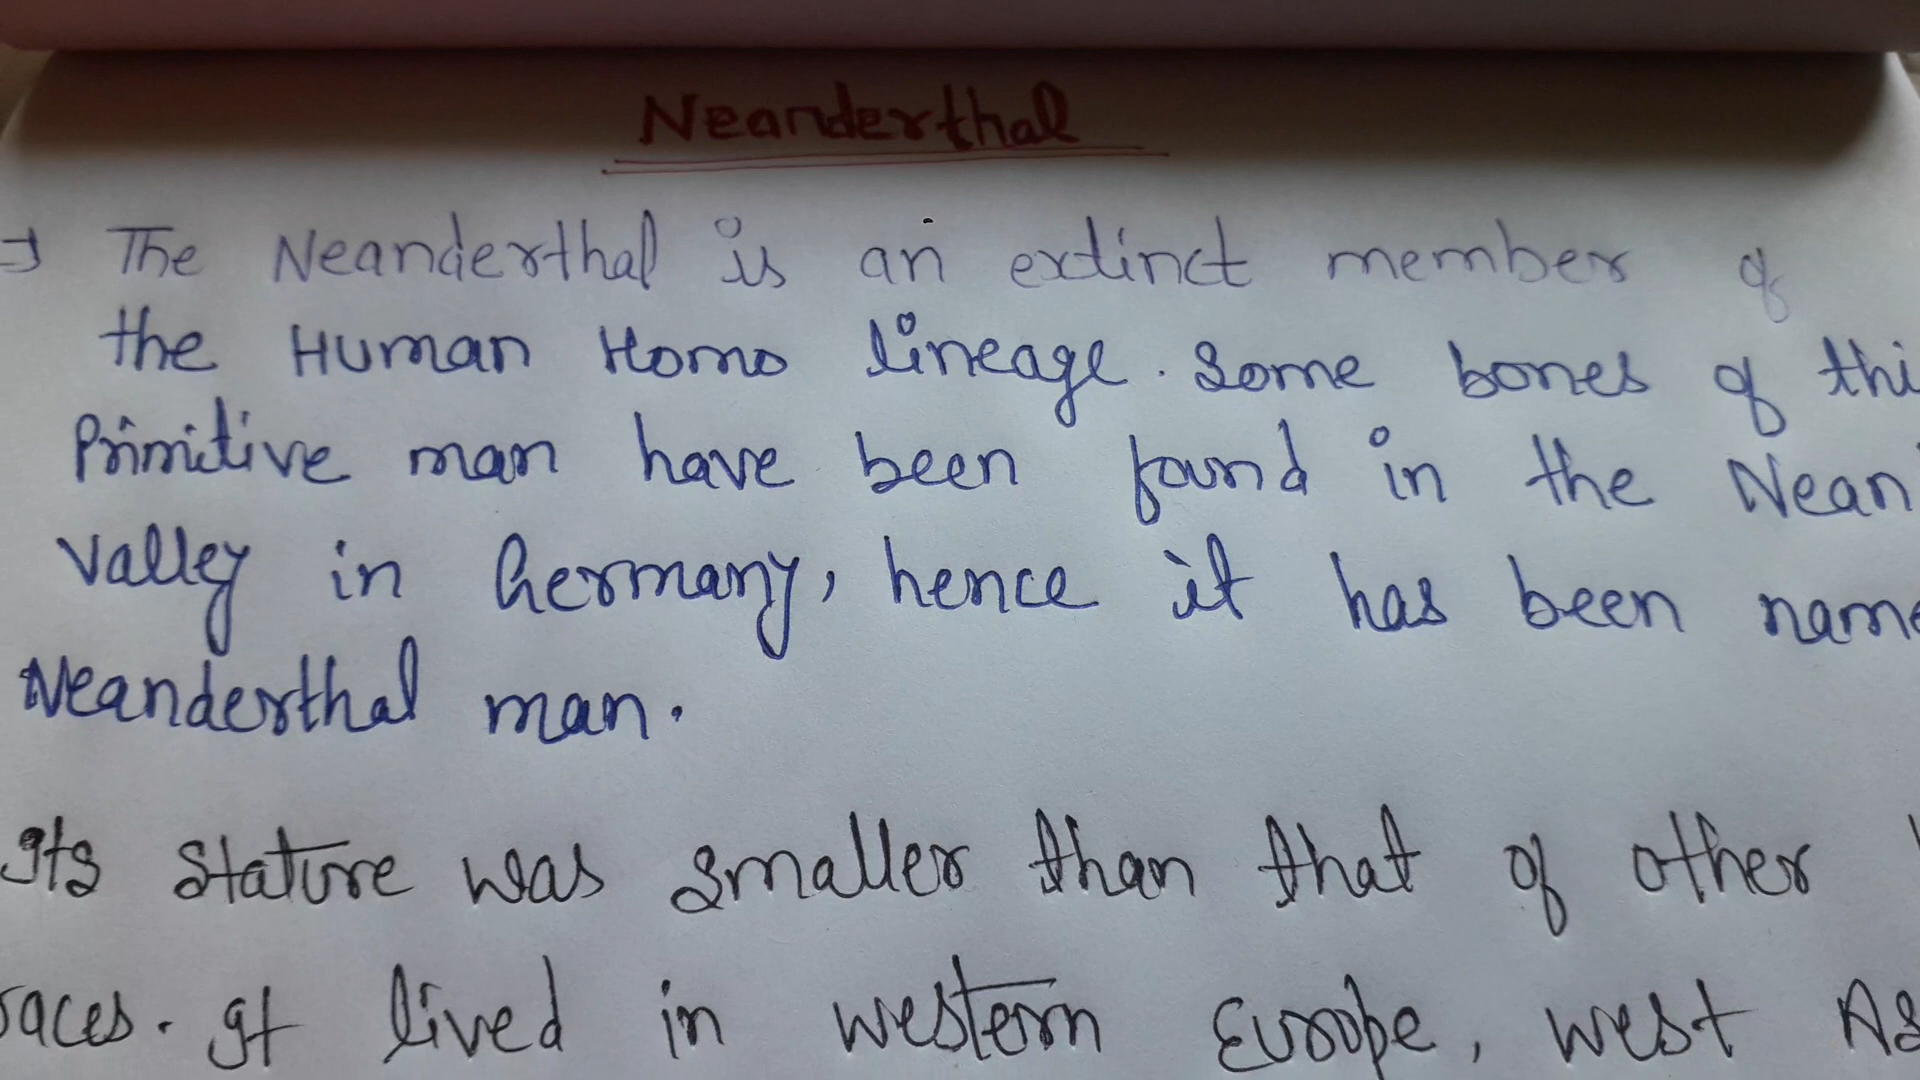 Neanderthal
→ The Neanderthal is an extinct member of
the Human Homo lineage. Some bones of thi
Primitive man have been found in the Nean
Valley in Germany, hence it has been name
Neanderthal man.
Its stature was smaller than that of other
races. It lived in western Europe, west As